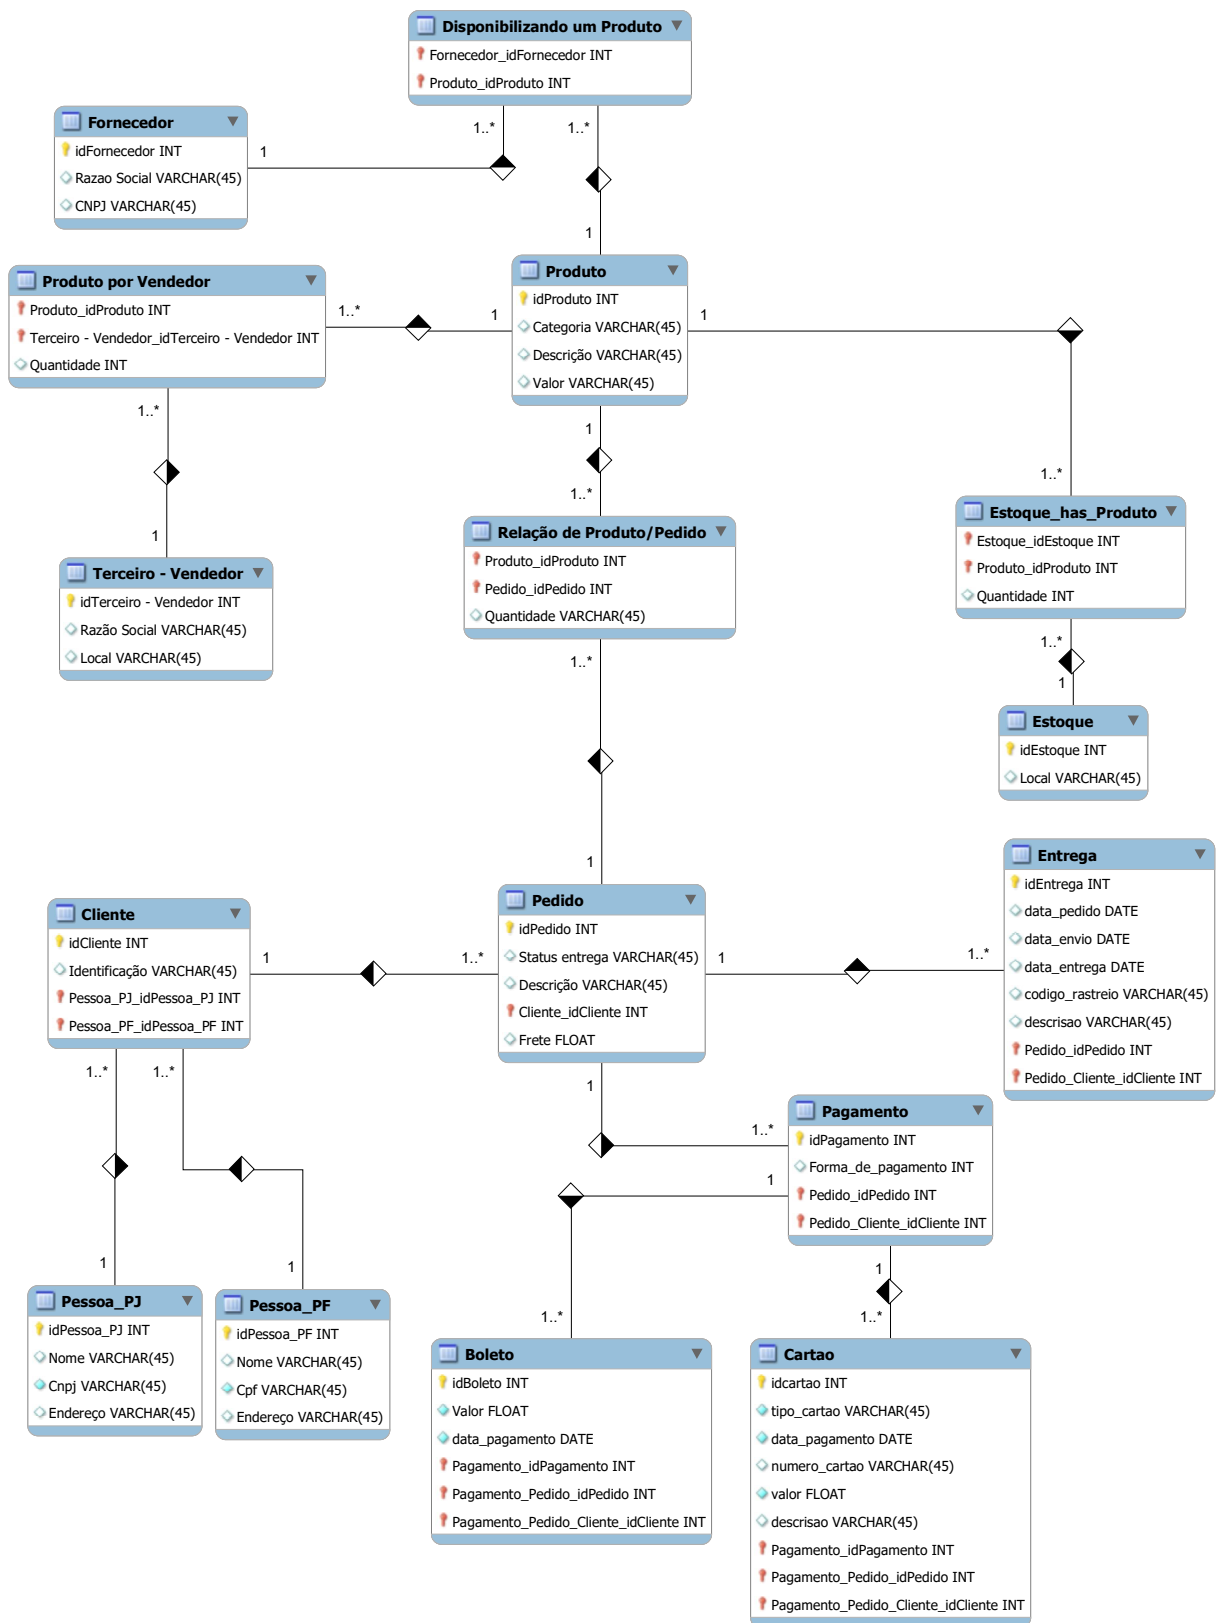 Disponibilizando um Produto
Fornecedor_idFornecedor INT
Produto_idProduto INT
1..*
1..*
Fornecedor
idFornecedor INT
Razao Social VARCHAR(45)
CNPJ VARCHAR(45)
1
1
Produto por Vendedor
Produto_idProduto INT
Terceiro - Vendedor_idTerceiro - Vendedor INT
Quantidade INT
1..*
1
Produto
idProduto INT
Categoria VARCHAR(45)
Descrição VARCHAR(45)
Valor VARCHAR(45)
1
1..*
1
1
1..*
1..*
Terceiro - Vendedor
idTerceiro - Vendedor INT
Razão Social VARCHAR(45)
Local VARCHAR(45)
Relação de Produto/Pedido
Produto_idProduto INT
Pedido_idPedido INT
Quantidade VARCHAR(45)
1..*
Estoque_has_Produto
Estoque_idEstoque INT
Produto_idProduto INT
Quantidade INT
1..*
1
Estoque
idEstoque INT
Local VARCHAR(45)
1
Cliente
idCliente INT
Identificação VARCHAR(45)
Pessoa_PJ_idPessoa_PJ INT
Pessoa_PF_idPessoa_PF INT
1
1..*
Pedido
idPedido INT
Status entrega VARCHAR(45)
Descrição VARCHAR(45)
Cliente_idCliente INT
Frete FLOAT
1
1..*
Entrega
idEntrega INT
data_pedido DATE
data_envio DATE
data_entrega DATE
codigo_rastreio VARCHAR(45)
descrisao VARCHAR(45)
Pedido_idPedido INT
Pedido_Cliente_idCliente INT
1..*
1..*
1
1..*
Pagamento
idPagamento INT
Forma_de_pagamento INT
Pedido_idPedido INT
Pedido_Cliente_idCliente INT
1
1
1
1
1..*
1..*
Pessoa_PJ
idPessoa_PJ INT
Nome VARCHAR(45)
Cnpj VARCHAR(45)
Endereço VARCHAR(45)
Pessoa_PF
idPessoa_PF INT
Nome VARCHAR(45)
Cpf VARCHAR(45)
Endereço VARCHAR(45)
Boleto
idBoleto INT
Valor FLOAT
data_pagamento DATE
Pagamento_idPagamento INT
Pagamento_Pedido_idPedido INT
Pagamento_Pedido_Cliente_idCliente INT
Cartao
idcartao INT
tipo_cartao VARCHAR(45)
data_pagamento DATE
numero_cartao VARCHAR(45)
valor FLOAT
descrisao VARCHAR(45)
Pagamento_idPagamento INT
Pagamento_Pedido_idPedido INT
Pagamento_Pedido_Cliente_idCliente INT